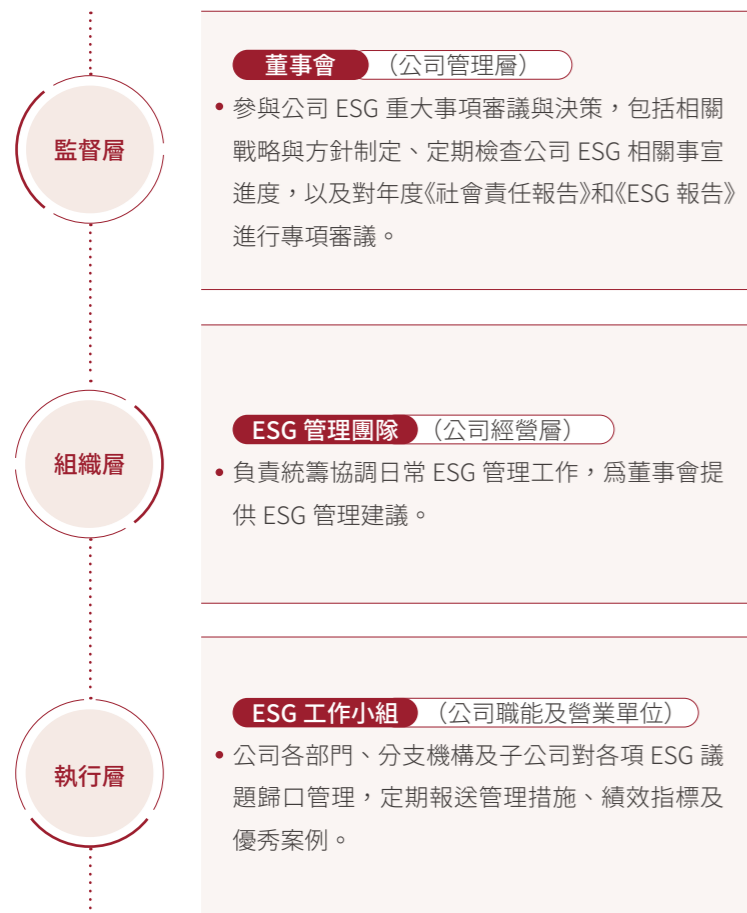 監督層
董事會 （公司管理層）
• 參與公司 ESG 重大事項審議與決策，包括相關
戰略與方針制定、定期檢查公司 ESG 相關事宜
進度，以及對年度《社會責任報告》和《ESG 報告》
進行專項審議。
組織層
ESG 管理團隊 （公司經營層）
• 負責統籌協調日常 ESG 管理工作，爲董事會提
供 ESG 管理建議。
執行層
ESG 工作小組 （公司職能及營業單位）
• 公司各部門、分支機構及子公司對各項 ESG 議
題歸口管理，定期報送管理措施、績效指標及
優秀案例。